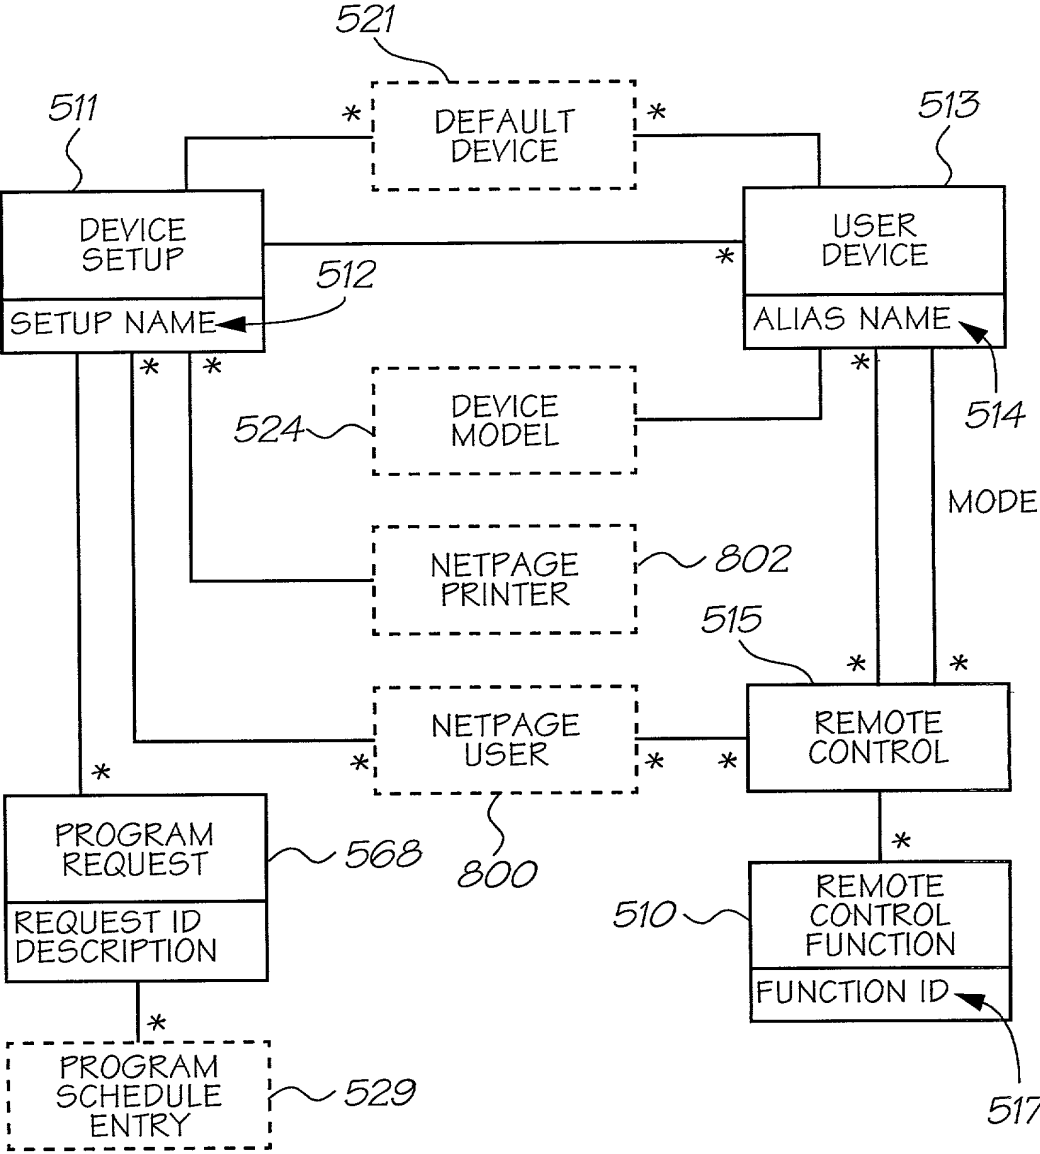 521
511
*
DEFAULT
DEVICE
*
513
DEVICE
SETUP
USER
DEVICE
*
512
SETUP NAME
ALIAS NAME
*
*
*
514
524
DEVICE
MODEL
MODE
NETPAGE
PRINTER
802
515
*
*
NETPAGE
USER
REMOTE
CONTROL
*
*
*
*
PROGRAM
REQUEST
568
800
*
REQUEST ID
DESCRIPTION
510
REMOTE
CONTROL
FUNCTION
FUNCTION ID
*
PROGRAM
SCHEDULE
ENTRY
529
517